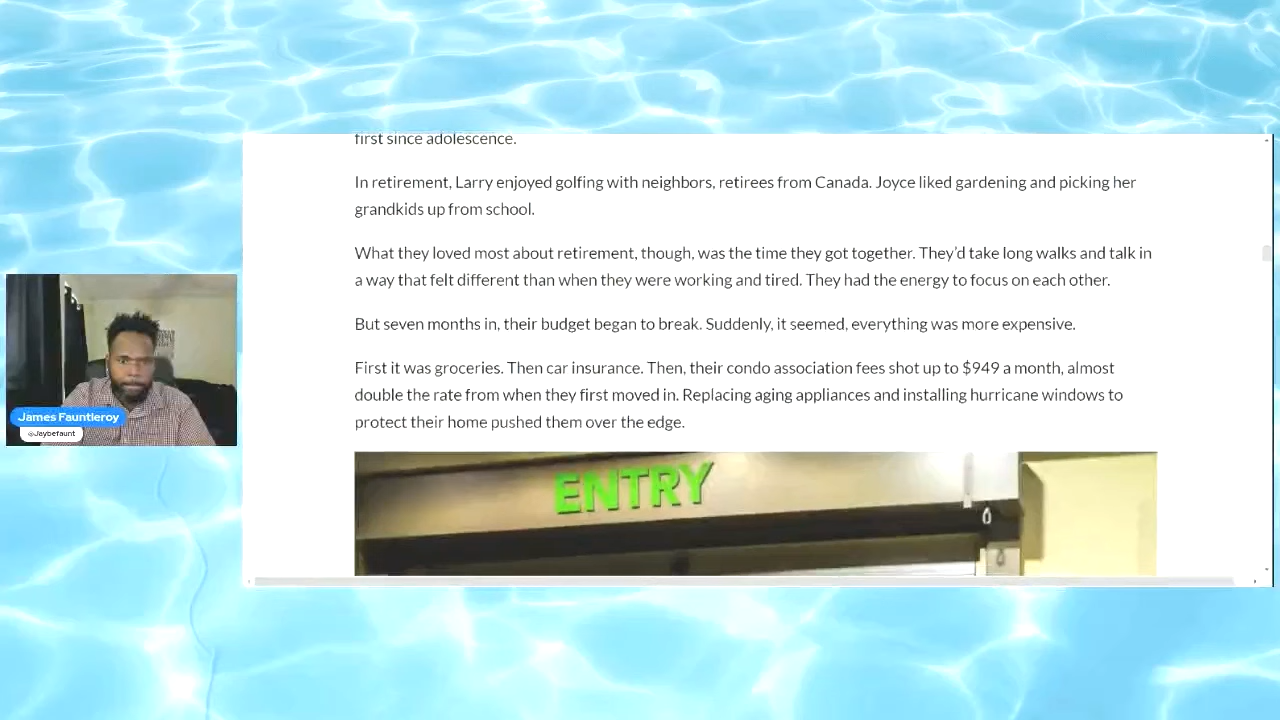 first since adolescence.
In retirement, Larry enjoyed golfing with neighbors, retirees from Canada. Joyce liked gardening and picking her
grandkids up from school.
What they loved most about retirement, though, was the time they got together. They’d take long walks and talk in
a way that felt different than when they were working and tired. They had the energy to focus on each other.
But seven months in, their budget began to break. Suddenly, it seemed, everything was more expensive.
First it was groceries. Then car insurance. Then, their condo association fees shot up to $949 a month, almost
double the rate from when they first moved in. Replacing aging appliances and installing hurricane windows to
protect their home pushed them over the edge.
James Fauntleroy
@Jaybefaunt
ENTRY